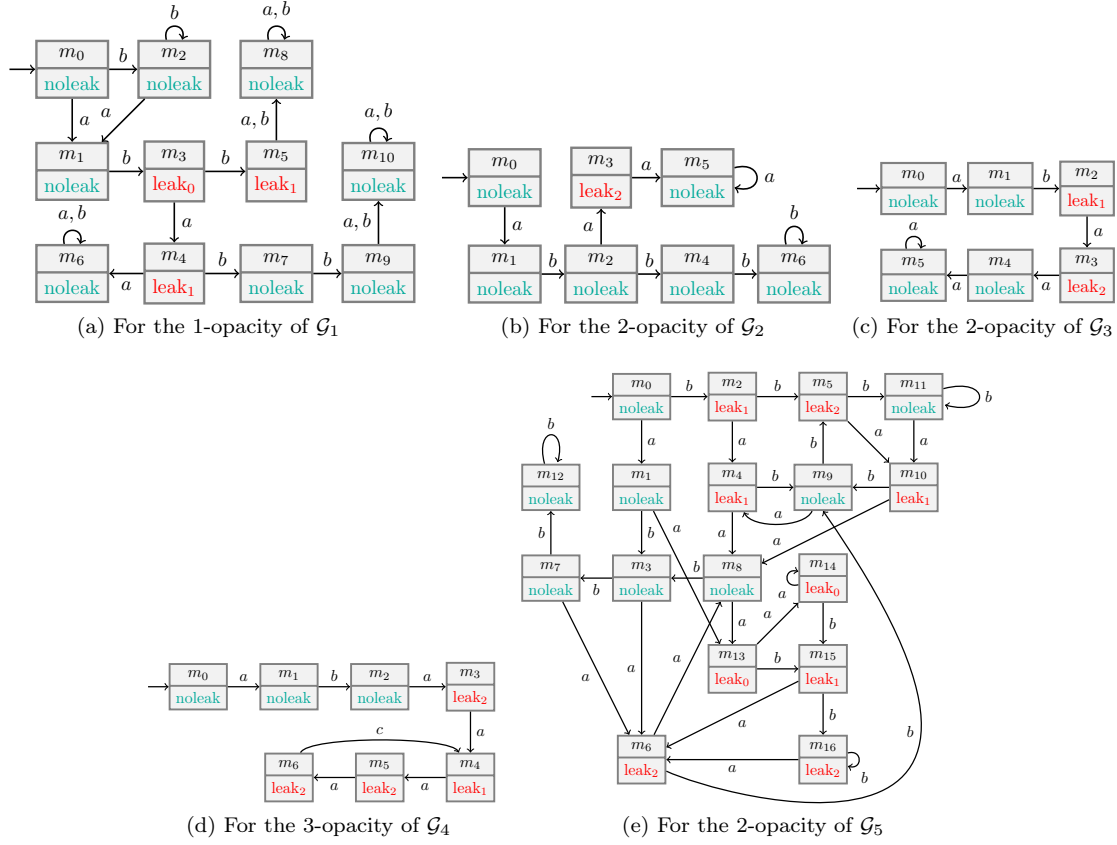 b
a, b
m0
b
m2
m8
noleak
noleak
noleak
a
a
a, b
a, b
m1
b
m3
b
m5
m10
noleak
leak0
leak1
noleak
a, b
a
a, b
m6
a
m4
b
m7
b
m9
noleak
leak1
noleak
noleak
(a) For the 1-opacity of G1
m0
m3
a
m5
a
noleak
leak2
noleak
a
a
b
m1
b
m2
b
m4
b
m6
noleak
noleak
noleak
noleak
(b) For the 2-opacity of G2
m0
a
m1
b
m2
noleak
noleak
leak1
a
a
m5
a
m4
a
m3
noleak
noleak
leak2
(c) For the 2-opacity of G3
m0
a
m1
b
m2
a
m3
noleak
noleak
noleak
leak2
c
a
m6
a
m5
a
m4
leak2
leak2
leak1
(d) For the 3-opacity of G4
m0
b
m2
b
m5
b
m11
b
noleak
leak1
leak2
noleak
b
a
a
b
a
a
m12
m1
m4
b
m9
b
m10
noleak
noleak
leak1
noleak
leak1
b
b
a
a
a
a
m7
b
m3
b
m8
m14
a
noleak
noleak
noleak
leak0
a
a
a
a
a
b
m13
b
m15
leak0
leak1
a
b
b
m6
a
m16
b
leak2
leak2
(e) For the 2-opacity of G5